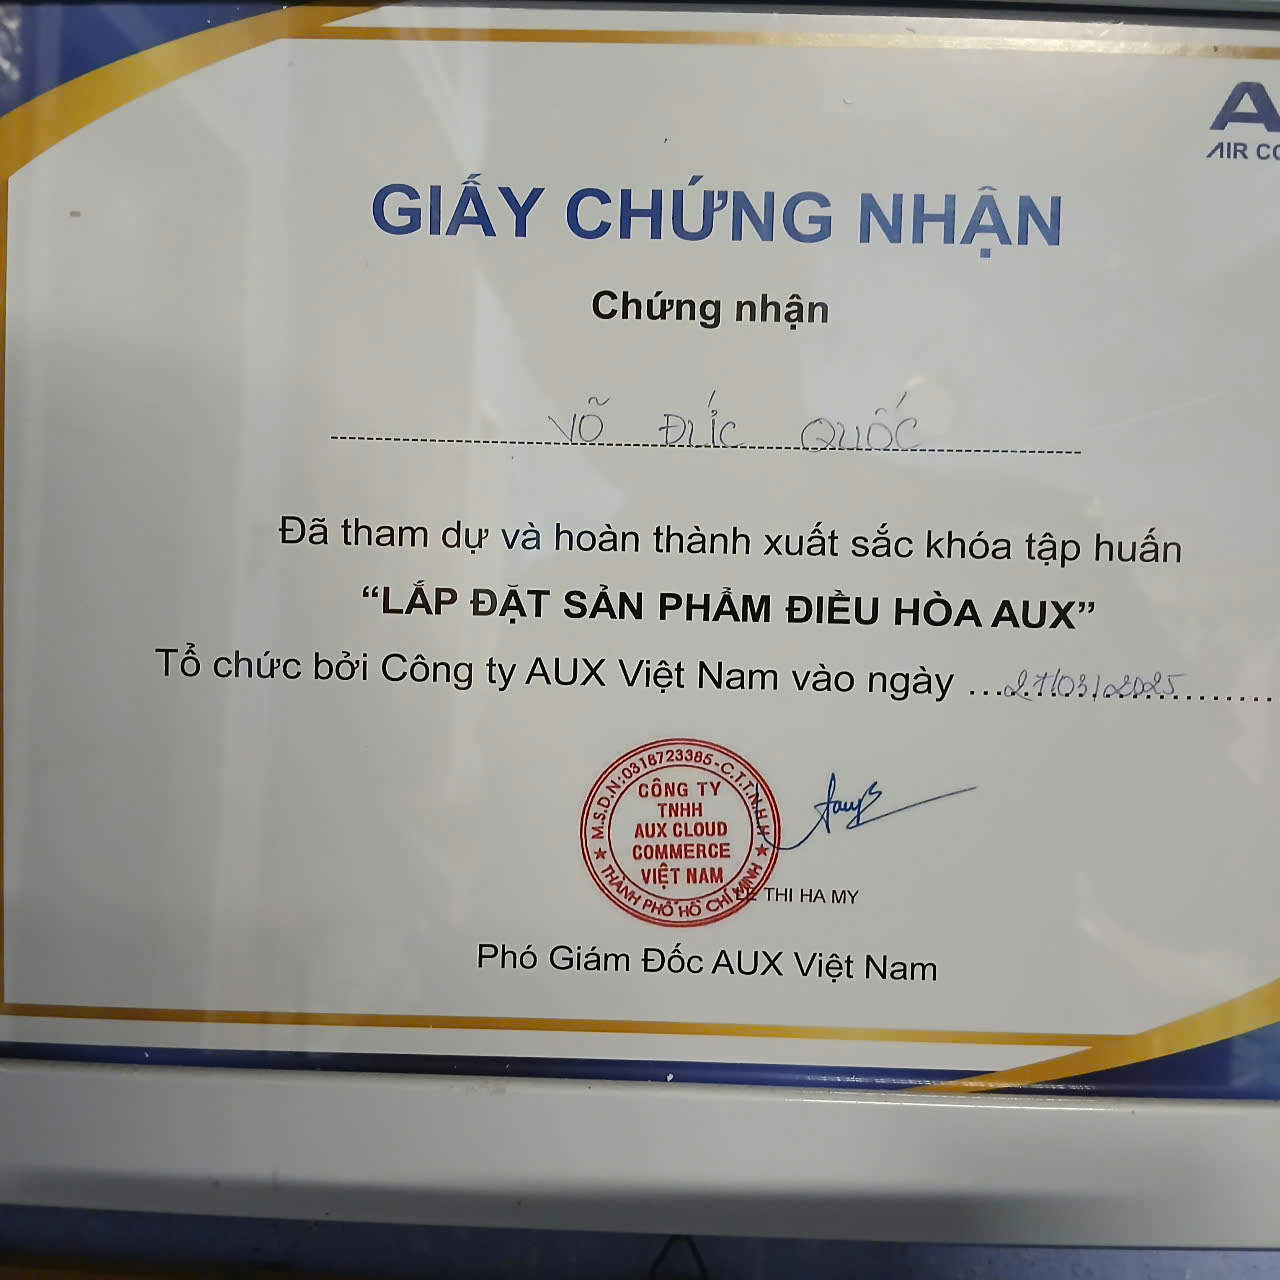 A
AIR CO
GIẤY CHỨNG NHẬN
Chứng nhận
VÕ ĐỨC QUỐC
Đã tham dự và hoàn thành xuất sắc khóa tập huấn
“LẮP ĐẶT SẢN PHẨM ĐIỀU HÒA AUX”
Tổ chức bởi Công ty AUX Việt Nam vào ngày ...27/03/2025..........
M.S.D.N:0316723385-C.T.T.N.H.H
CÔNG TY
TNHH
AUX CLOUD
COMMERCE
VIỆT NAM
THÀNH PHỐ HỒ CHÍ MINH
LE THI HA MY
Phó Giám Đốc AUX Việt Nam